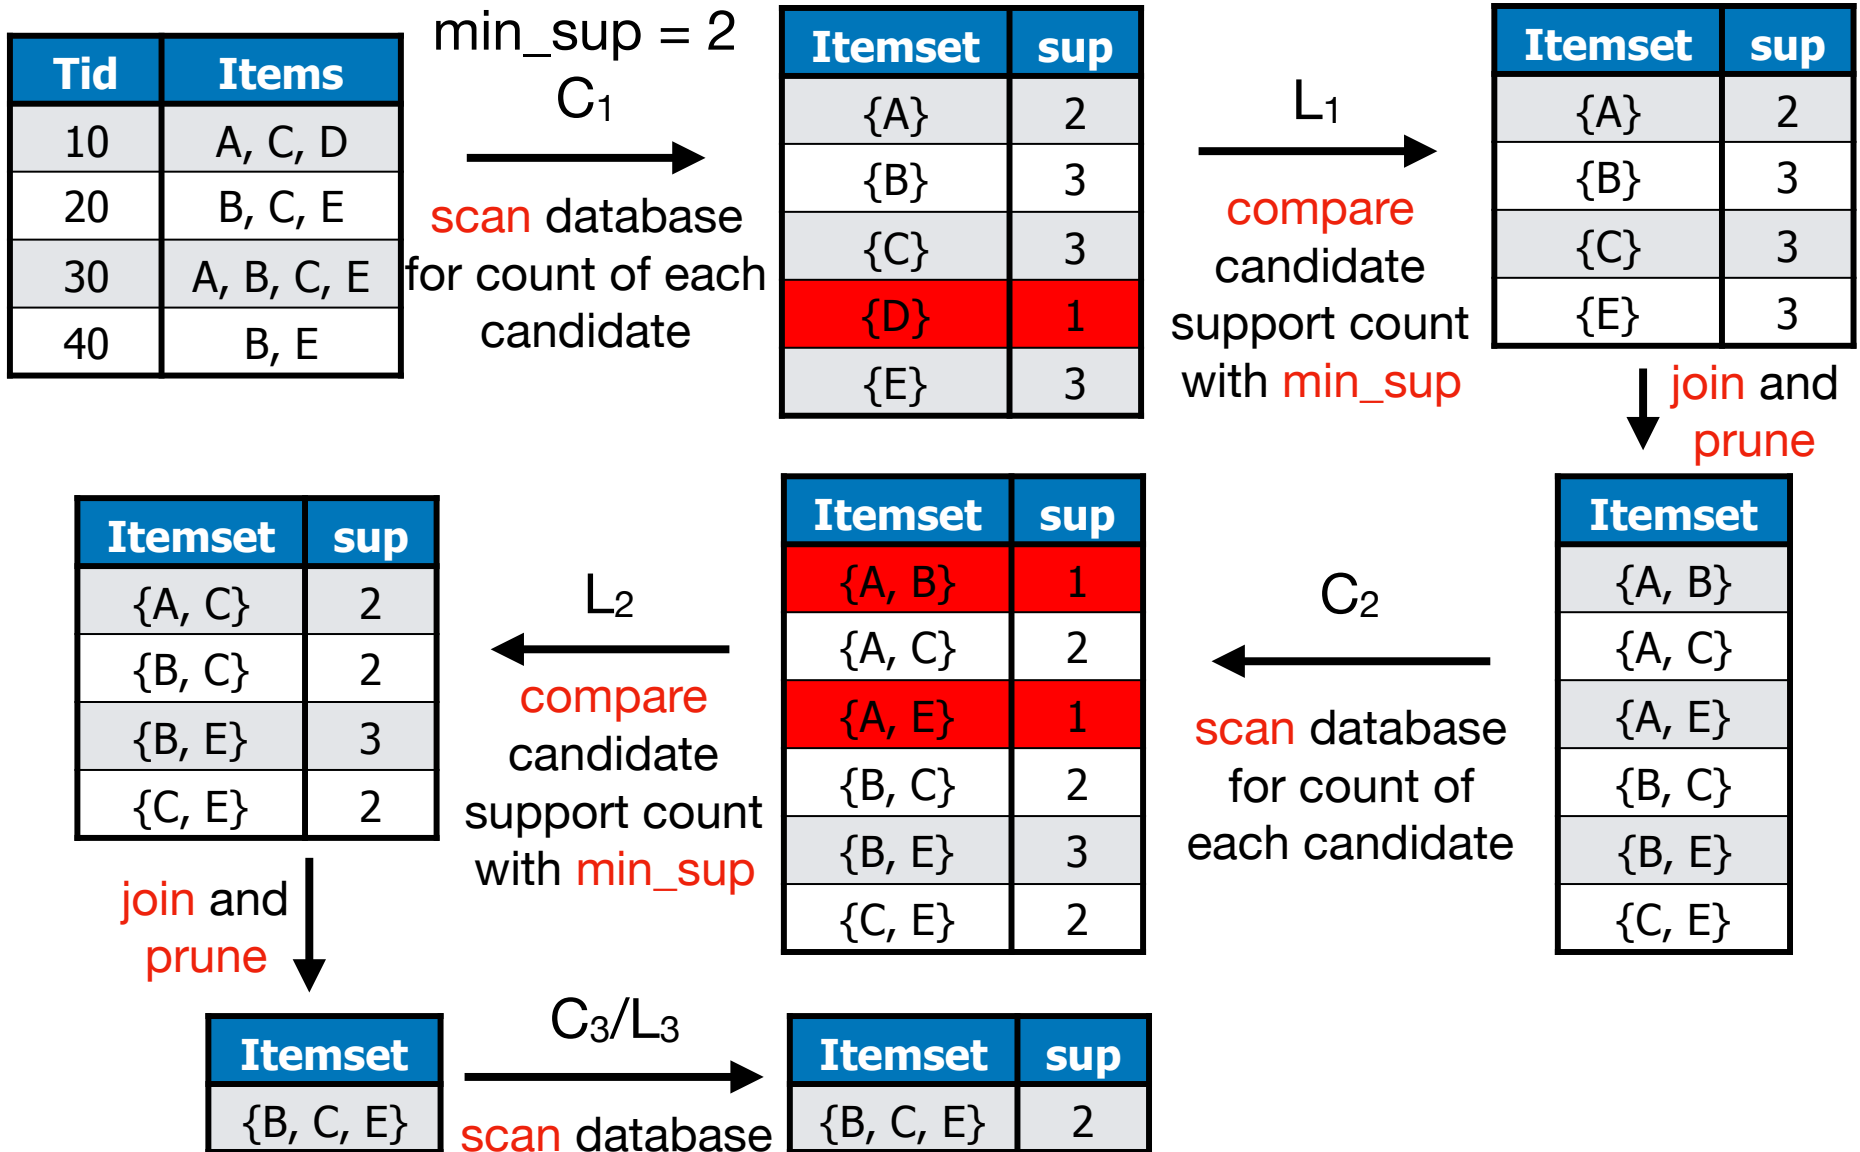 Tid Items
10 A, C, D
20 B, C, E
30 A, B, C, E
40 B, E
min_sup = 2
C₁
scan database
for count of each
candidate
Itemset sup
{A} 2
{B} 3
{C} 3
{D} 1
{E} 3
L₁
compare
candidate
support count
with min_sup
Itemset sup
{A} 2
{B} 3
{C} 3
{E} 3
join and
prune
Itemset
{A, B}
{A, C}
{A, E}
{B, C}
{B, E}
{C, E}
C₂
scan database
for count of
each candidate
Itemset sup
{A, B} 1
{A, C} 2
{A, E} 1
{B, C} 2
{B, E} 3
{C, E} 2
L₂
compare
candidate
support count
with min_sup
Itemset sup
{A, C} 2
{B, C} 2
{B, E} 3
{C, E} 2
join and
prune
Itemset
{B, C, E}
C₃/L₃
scan database
Itemset sup
{B, C, E} 2